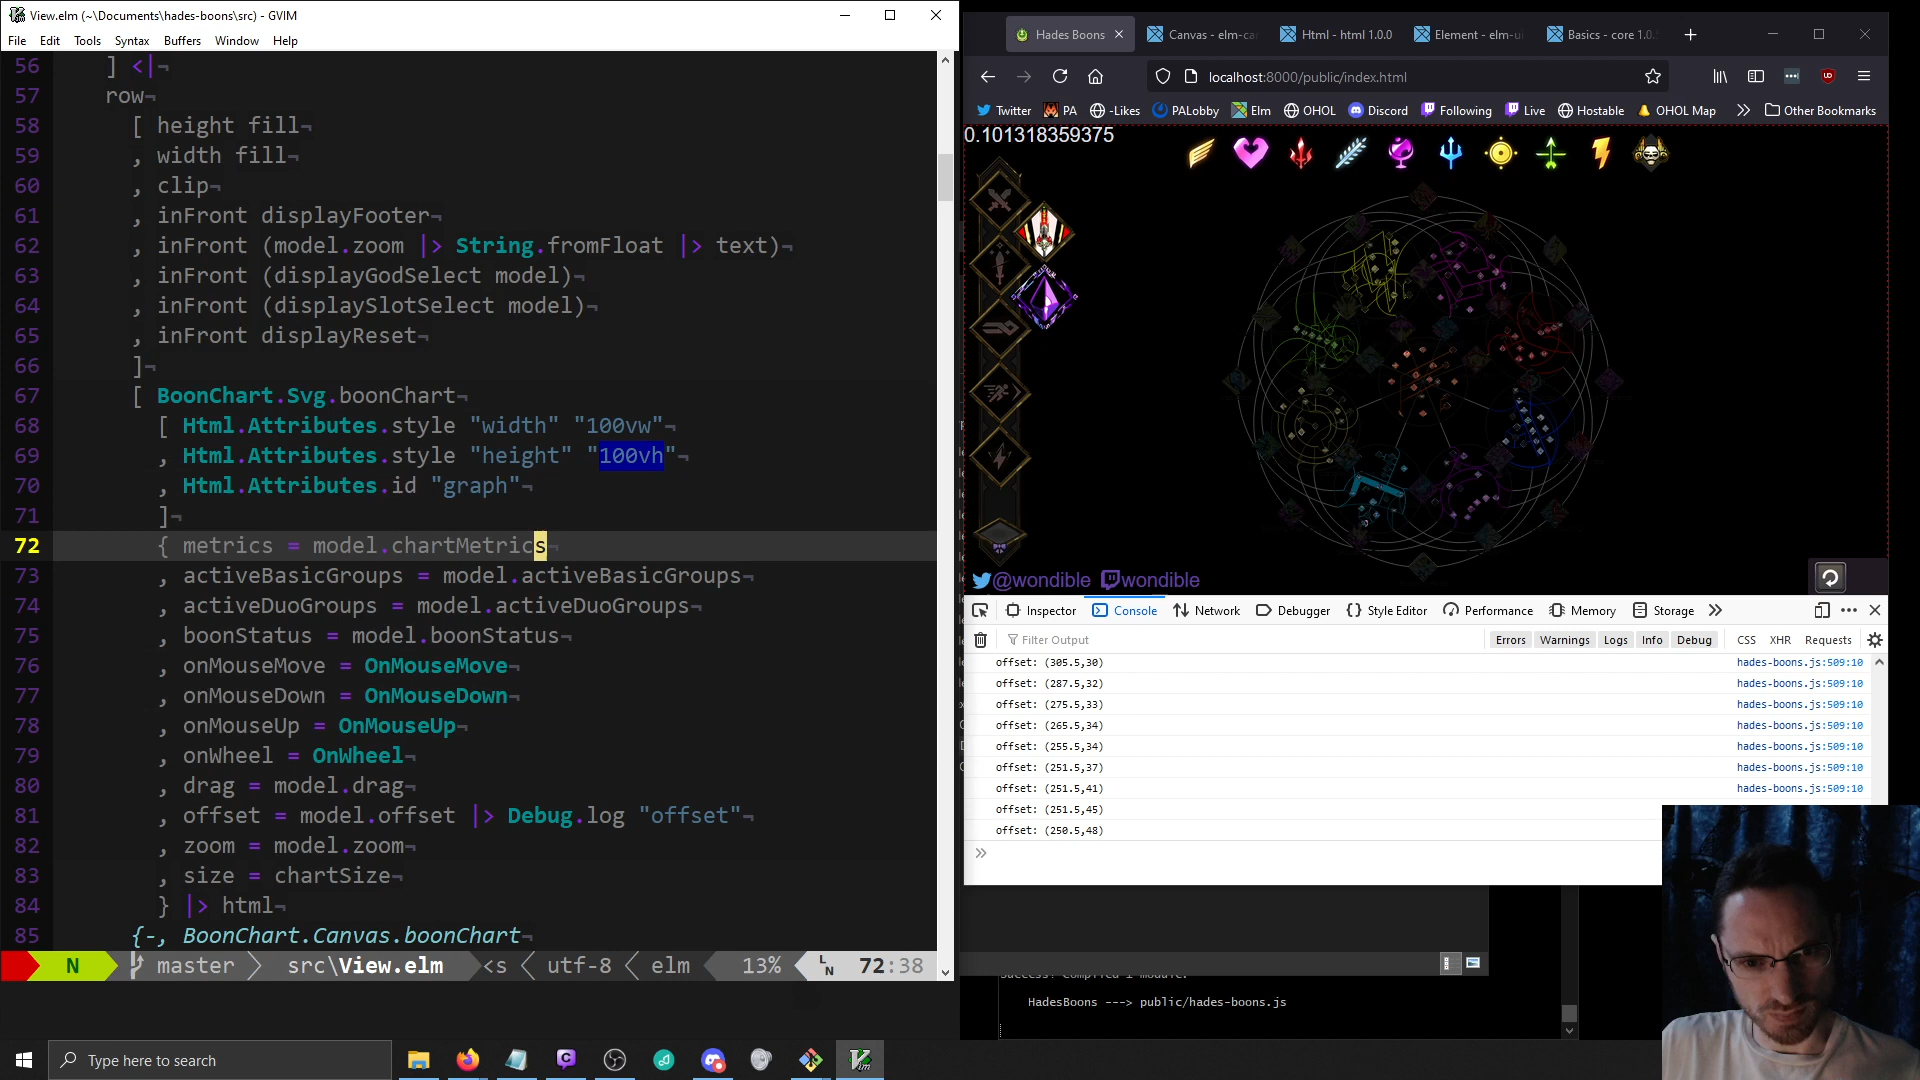 View.elm (~\Documents\hades-boons\src) - GVIM
File Edit Tools Syntax Buffers Window Help
56 ] <|¬
57 row¬
58 [ height fill¬
59 , width fill¬
60 , clip¬
61 , inFront displayFooter¬
62 , inFront (model.zoom |> String.fromFloat |> text)¬
63 , inFront (displayGodSelect model)¬
64 , inFront (displaySlotSelect model)¬
65 , inFront displayReset¬
66 ]¬
67 [ BoonChart.Svg.boonChart¬
68 [ Html.Attributes.style "width" "100vw"¬
69 , Html.Attributes.style "height" "100vh"¬
70 , Html.Attributes.id "graph"¬
71 ]¬
72 { metrics = model.chartMetrics¬
73 , activeBasicGroups = model.activeBasicGroups¬
74 , activeDuoGroups = model.activeDuoGroups¬
75 , boonStatus = model.boonStatus¬
76 , onMouseMove = OnMouseMove¬
77 , onMouseDown = OnMouseDown¬
78 , onMouseUp = OnMouseUp¬
79 , onWheel = OnWheel¬
80 , drag = model.drag¬
81 , offset = model.offset |> Debug.log "offset"¬
82 , zoom = model.zoom¬
83 , size = chartSize¬
84 } |> html¬
85 {-, BoonChart.Canvas.boonChart¬
N master src\View.elm <s utf-8 elm 13% LN 72:38
Hades Boons Canvas - elm-ca Html - html 1.0.0 Element - elm-u Basics - core 1.0.
localhost:8000/public/index.html
Twitter PA -Likes PALobby Elm OHOL Discord Following Live Hostable OHOL Map Other Bookmarks
0.101318359375
@wondible wondible
Inspector Console Network Debugger Style Editor Performance Memory Storage
Filter Output Errors Warnings Logs Info Debug CSS XHR Requests
offset: (305.5,30) hades-boons.js:509:10
offset: (287.5,32) hades-boons.js:509:10
offset: (275.5,33) hades-boons.js:509:10
offset: (265.5,34) hades-boons.js:509:10
offset: (255.5,34) hades-boons.js:509:10
offset: (251.5,37) hades-boons.js:509:10
offset: (251.5,41) hades-boons.js:509:10
offset: (251.5,45)
offset: (250.5,48)
Success! Compiled 1 module.
HadesBoons ---> public/hades-boons.js
Type here to search